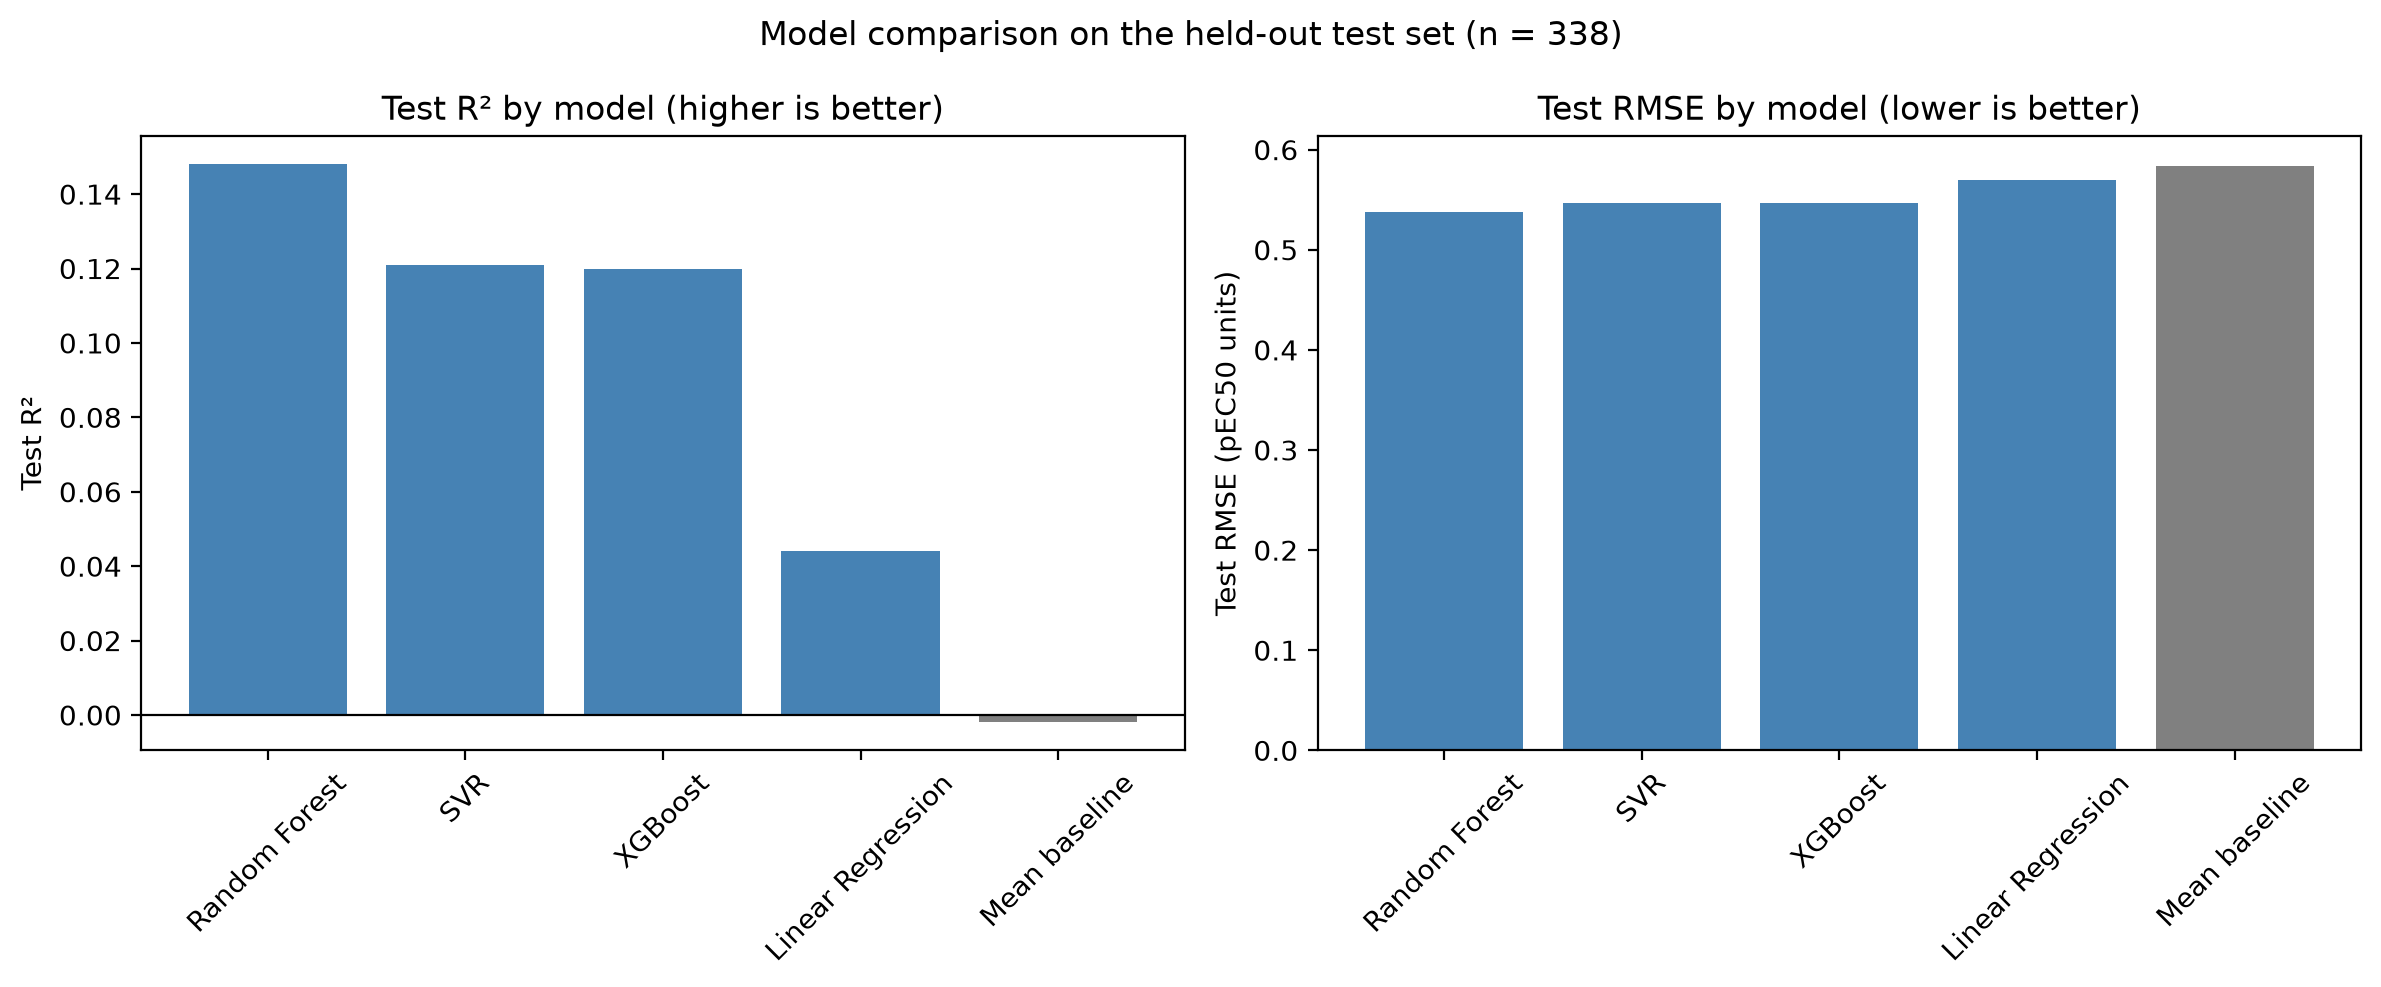 Model comparison on the held-out test set (n = 338)
Test R² by model (higher is better)
Test R²
0.14
0.12
0.10
0.08
0.06
0.04
0.02
0.00
Random Forest
SVR
XGBoost
Linear Regression
Mean baseline
Test RMSE by model (lower is better)
Test RMSE (pEC50 units)
0.6
0.5
0.4
0.3
0.2
0.1
0.0
Random Forest
SVR
XGBoost
Linear Regression
Mean baseline